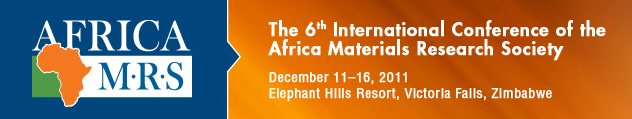 AFRICA
M·R·S
The 6th International Conference of the
Africa Materials Research Society
December 11–16, 2011
Elephant Hills Resort, Victoria Falls, Zimbabwe